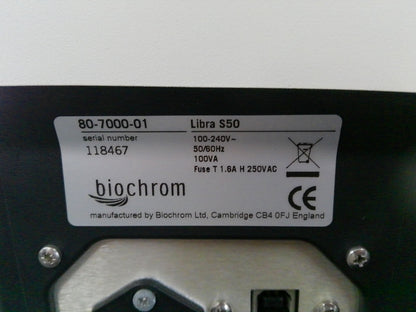 80-7000-01 Libra S50
serial number 100-240V~
118467 50/60Hz
100VA
Fuse T 1.6A H 250VAC
biochrom
CE
manufactured by Biochrom Ltd, Cambridge CB4 0FJ England